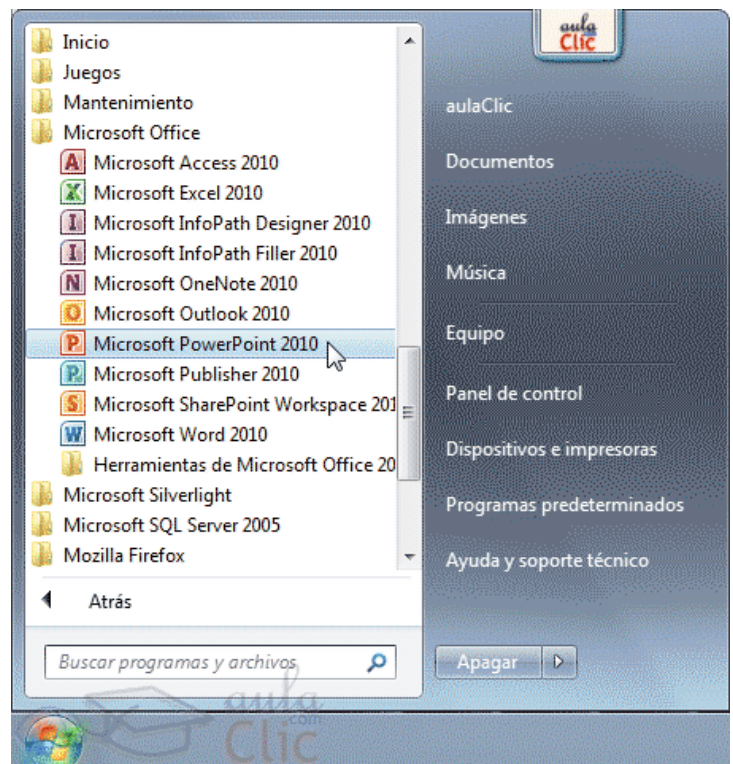 Inicio
Juegos
Mantenimiento
Microsoft Office
Microsoft Access 2010
Microsoft Excel 2010
Microsoft InfoPath Designer 2010
Microsoft InfoPath Filler 2010
Microsoft OneNote 2010
Microsoft Outlook 2010
Microsoft PowerPoint 2010
Microsoft Publisher 2010
Microsoft SharePoint Workspace 201
Microsoft Word 2010
Herramientas de Microsoft Office 20
Microsoft Silverlight
Microsoft SQL Server 2005
Mozilla Firefox
Atrás
Buscar programas y archivos
aula
Clic
aulaClic
Documentos
Imágenes
Música
Equipo
Panel de control
Dispositivos e impresoras
Programas predeterminados
Ayuda y soporte técnico
Apagar
aula
.com
Clic